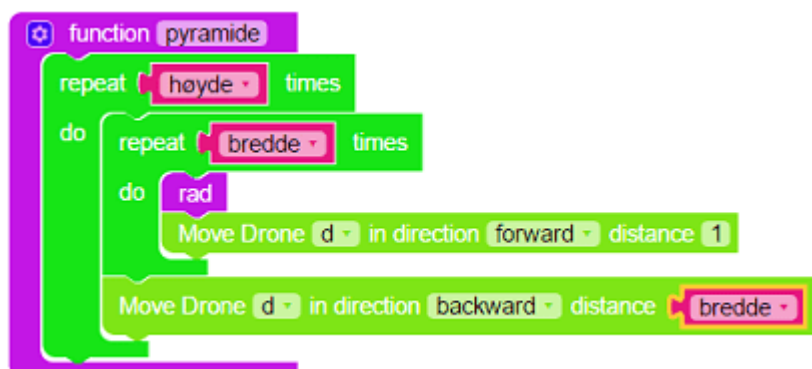 function pyramide
repeat høyde times
do repeat bredde times
do rad
Move Drone d in direction forward distance 1
Move Drone d in direction backward distance bredde